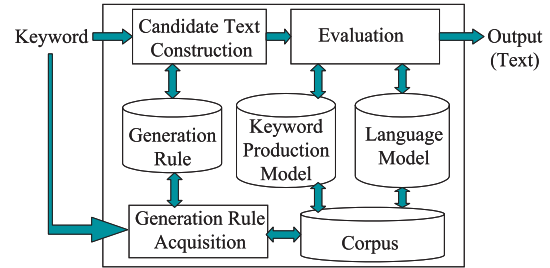 Keyword
Candidate Text
Construction
Evaluation
Output
(Text)
Generation
Rule
Keyword
Production
Model
Language
Model
Generation Rule
Acquisition
Corpus